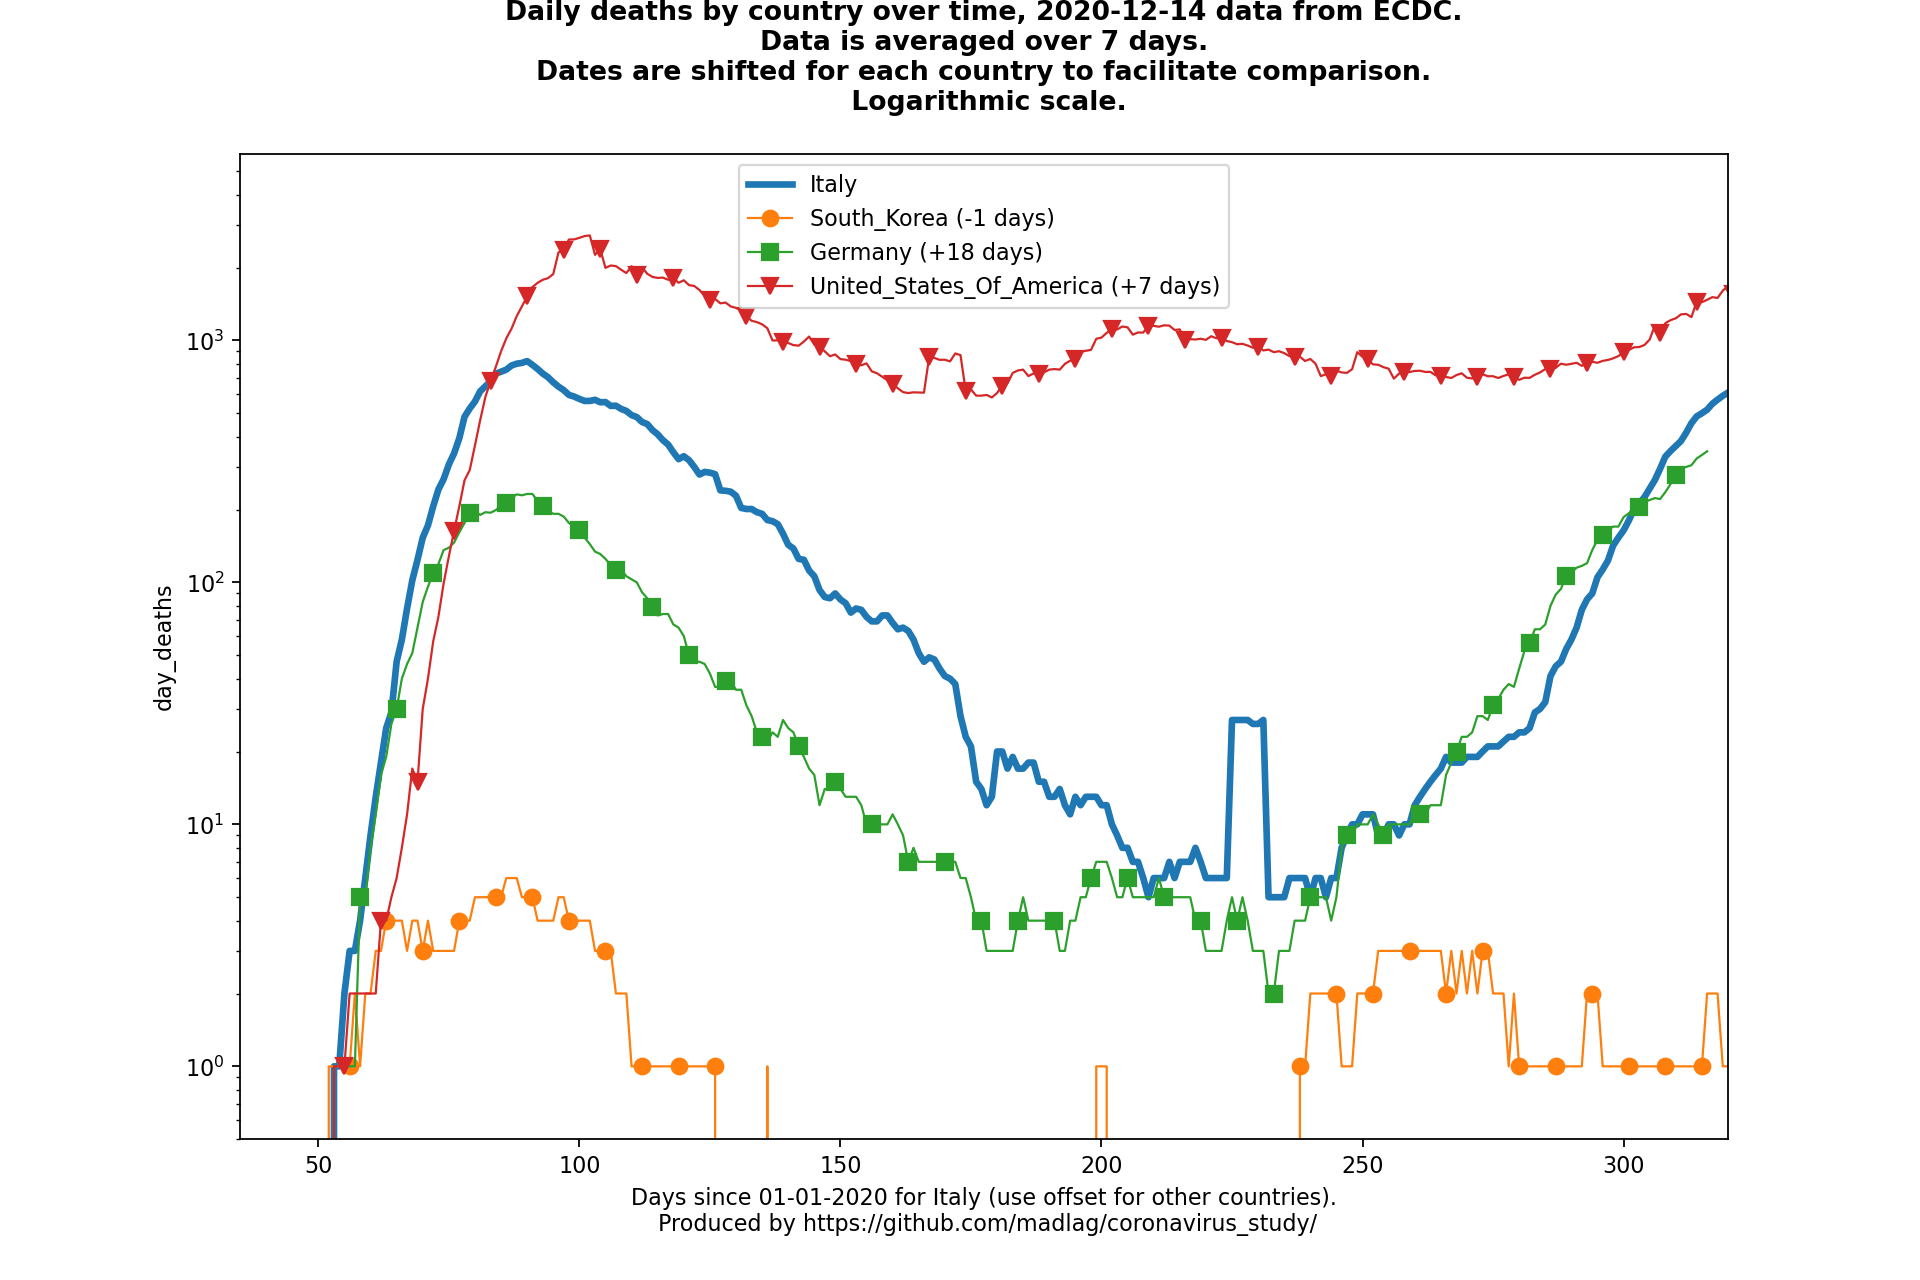 Daily deaths by country over time, 2020-12-14 data from ECDC.
Data is averaged over 7 days.
Dates are shifted for each country to facilitate comparison.
Logarithmic scale.
Italy
South_Korea (-1 days)
Germany (+18 days)
United_States_Of_America (+7 days)
day_deaths
10³
10²
10¹
10⁰
50 100 150 200 250 300
Days since 01-01-2020 for Italy (use offset for other countries).
Produced by https://github.com/madlag/coronavirus_study/